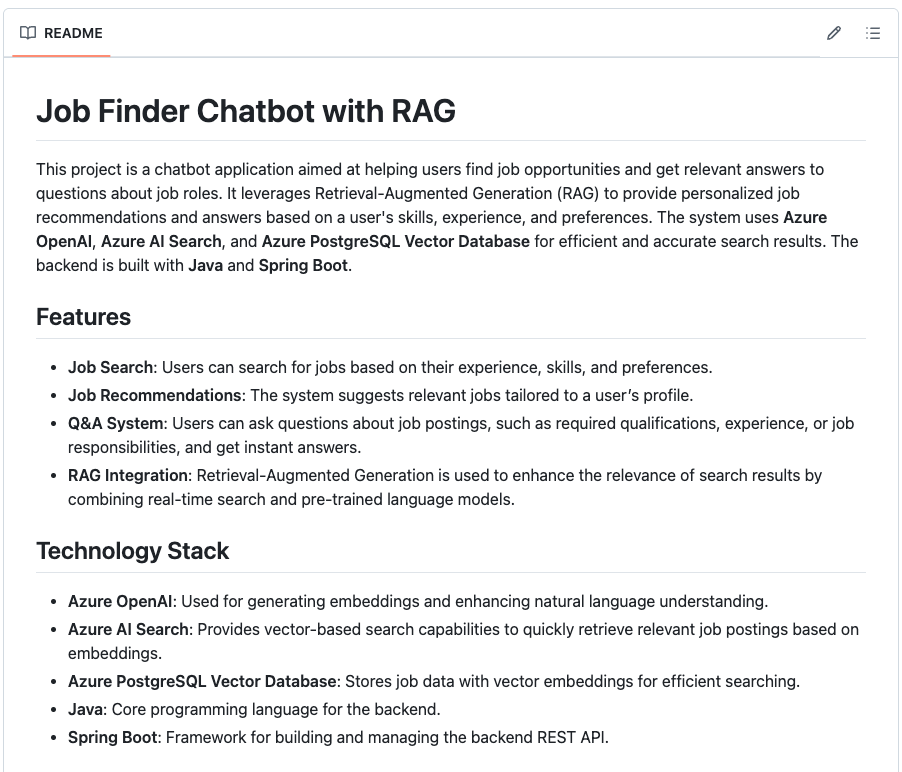 README
Job Finder Chatbot with RAG
This project is a chatbot application aimed at helping users find job opportunities and get relevant answers to
questions about job roles. It leverages Retrieval-Augmented Generation (RAG) to provide personalized job
recommendations and answers based on a user's skills, experience, and preferences. The system uses Azure
OpenAI, Azure AI Search, and Azure PostgreSQL Vector Database for efficient and accurate search results. The
backend is built with Java and Spring Boot.
Features
• Job Search: Users can search for jobs based on their experience, skills, and preferences.
• Job Recommendations: The system suggests relevant jobs tailored to a user’s profile.
• Q&A System: Users can ask questions about job postings, such as required qualifications, experience, or job
responsibilities, and get instant answers.
• RAG Integration: Retrieval-Augmented Generation is used to enhance the relevance of search results by
combining real-time search and pre-trained language models.
Technology Stack
• Azure OpenAI: Used for generating embeddings and enhancing natural language understanding.
• Azure AI Search: Provides vector-based search capabilities to quickly retrieve relevant job postings based on
embeddings.
• Azure PostgreSQL Vector Database: Stores job data with vector embeddings for efficient searching.
• Java: Core programming language for the backend.
• Spring Boot: Framework for building and managing the backend REST API.